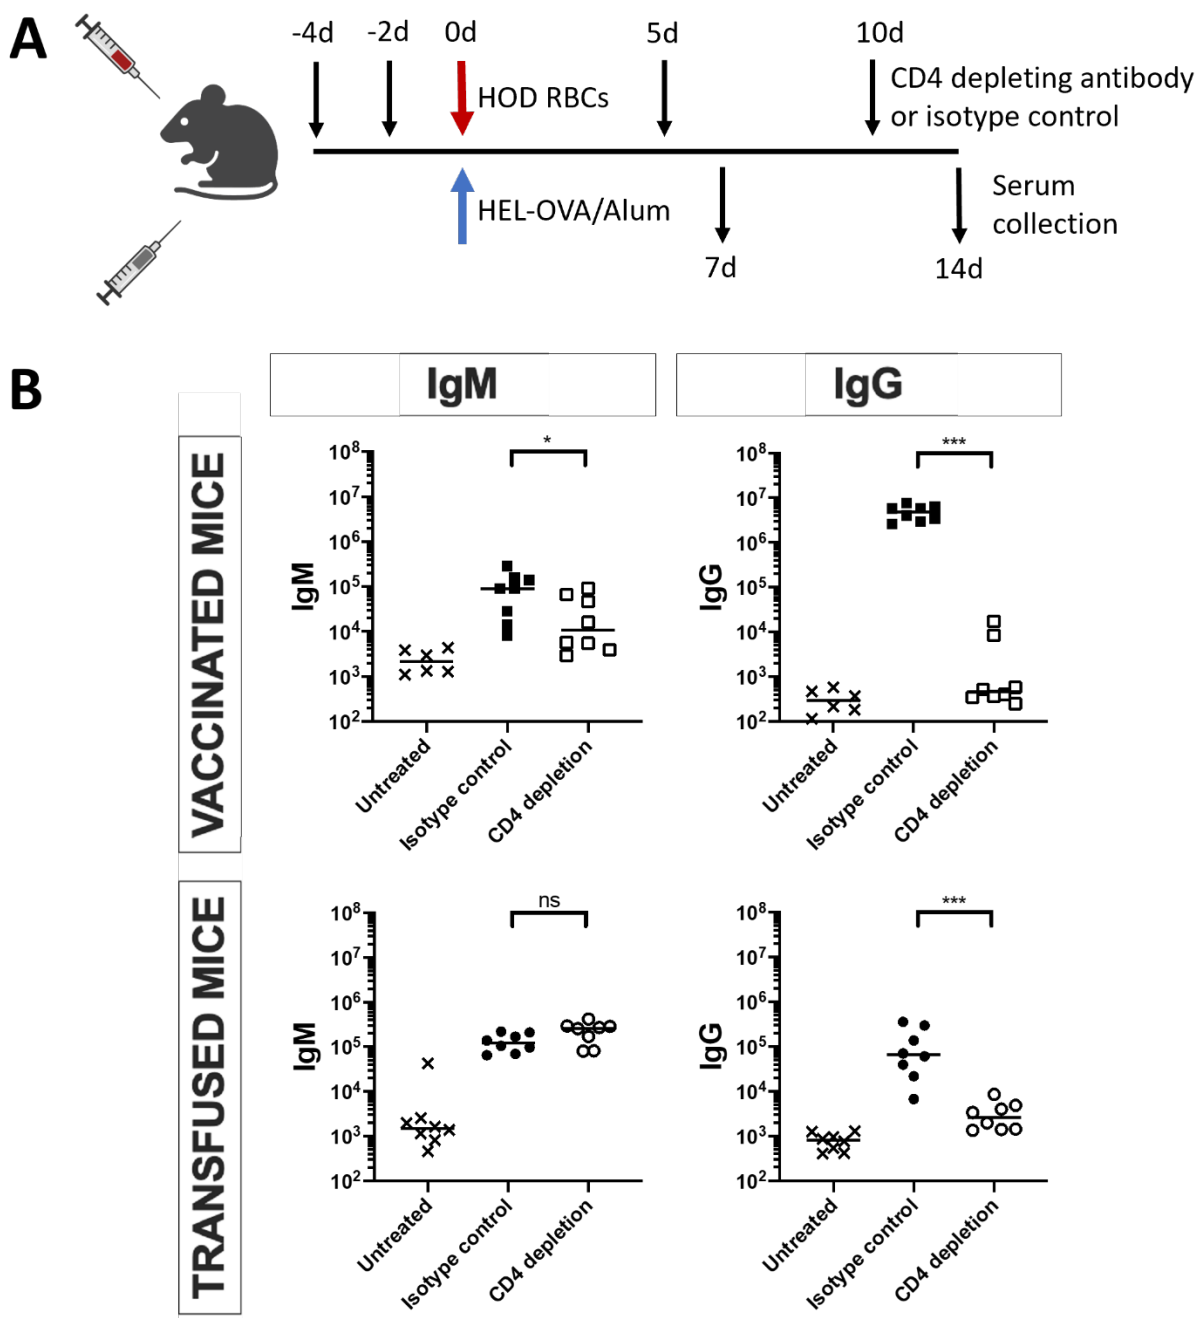 A
-4d -2d 0d 5d 10d
HOD RBCs
CD4 depleting antibody
or isotype control
HEL-OVA/Alum
Serum
collection
7d 14d
B
IgM IgG
VACCINATED MICE
IgM
10⁸
10⁷
10⁶
10⁵
10⁴
10³
10²
*
Untreated
Isotype control
CD4 depletion
IgG
10⁸
10⁷
10⁶
10⁵
10⁴
10³
10²
***
Untreated
Isotype control
CD4 depletion
TRANSFUSED MICE
IgM
10⁸
10⁷
10⁶
10⁵
10⁴
10³
10²
ns
Untreated
Isotype control
CD4 depletion
IgG
10⁸
10⁷
10⁶
10⁵
10⁴
10³
10²
***
Untreated
Isotype control
CD4 depletion